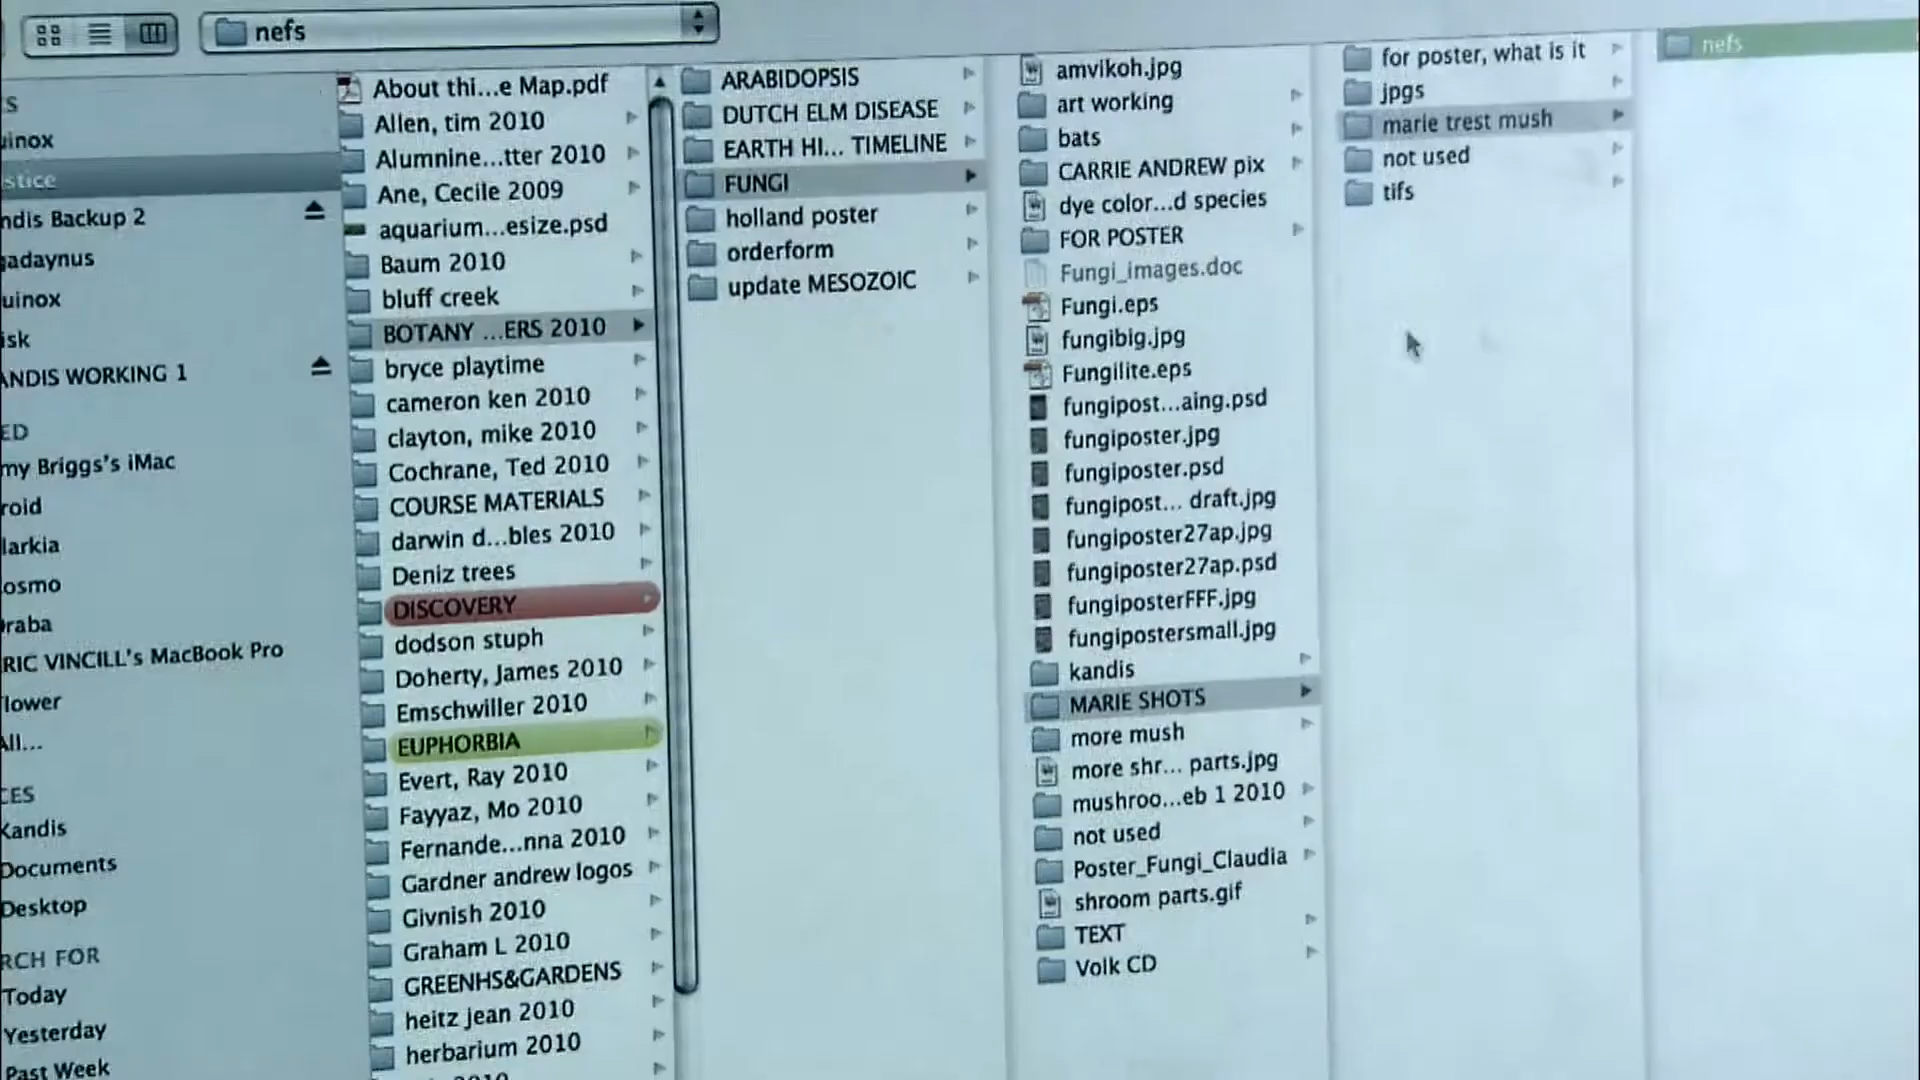 nefs
S
uinox
stice
ndis Backup 2
gadaynus
uinox
isk
ANDIS WORKING 1
ED
my Briggs's iMac
roid
larkia
osmo
raba
RIC VINCILL's MacBook Pro
lower
All...
CES
Kandis
Documents
Desktop
RCH FOR
Today
Yesterday
Past Week
About thi...e Map.pdf
Allen, tim 2010
Alumnine...tter 2010
Ane, Cecile 2009
aquarium...esize.psd
Baum 2010
bluff creek
BOTANY ...ERS 2010
bryce playtime
cameron ken 2010
clayton, mike 2010
Cochrane, Ted 2010
COURSE MATERIALS
darwin d...bles 2010
Deniz trees
DISCOVERY
dodson stuph
Doherty, James 2010
Emschwiller 2010
EUPHORBIA
Evert, Ray 2010
Fayyaz, Mo 2010
Fernande...nna 2010
Gardner andrew logos
Givnish 2010
Graham L 2010
GREENHS&GARDENS
heitz jean 2010
herbarium 2010
2010
ARABIDOPSIS
DUTCH ELM DISEASE
EARTH HI... TIMELINE
FUNGI
holland poster
orderform
update MESOZOIC
amvikoh.jpg
art working
bats
CARRIE ANDREW pix
dye color...d species
FOR POSTER
Fungi_images.doc
Fungi.eps
fungibig.jpg
Fungilite.eps
fungipost...aing.psd
fungiposter.jpg
fungiposter.psd
fungipost... draft.jpg
fungiposter27ap.jpg
fungiposter27ap.psd
fungiposterFFF.jpg
fungipostersmall.jpg
kandis
MARIE SHOTS
more mush
more shr... parts.jpg
mushroo...eb 1 2010
not used
Poster_Fungi_Claudia
shroom parts.gif
TEXT
Volk CD
for poster, what is it
jpgs
marie trest mush
not used
tifs
nefs